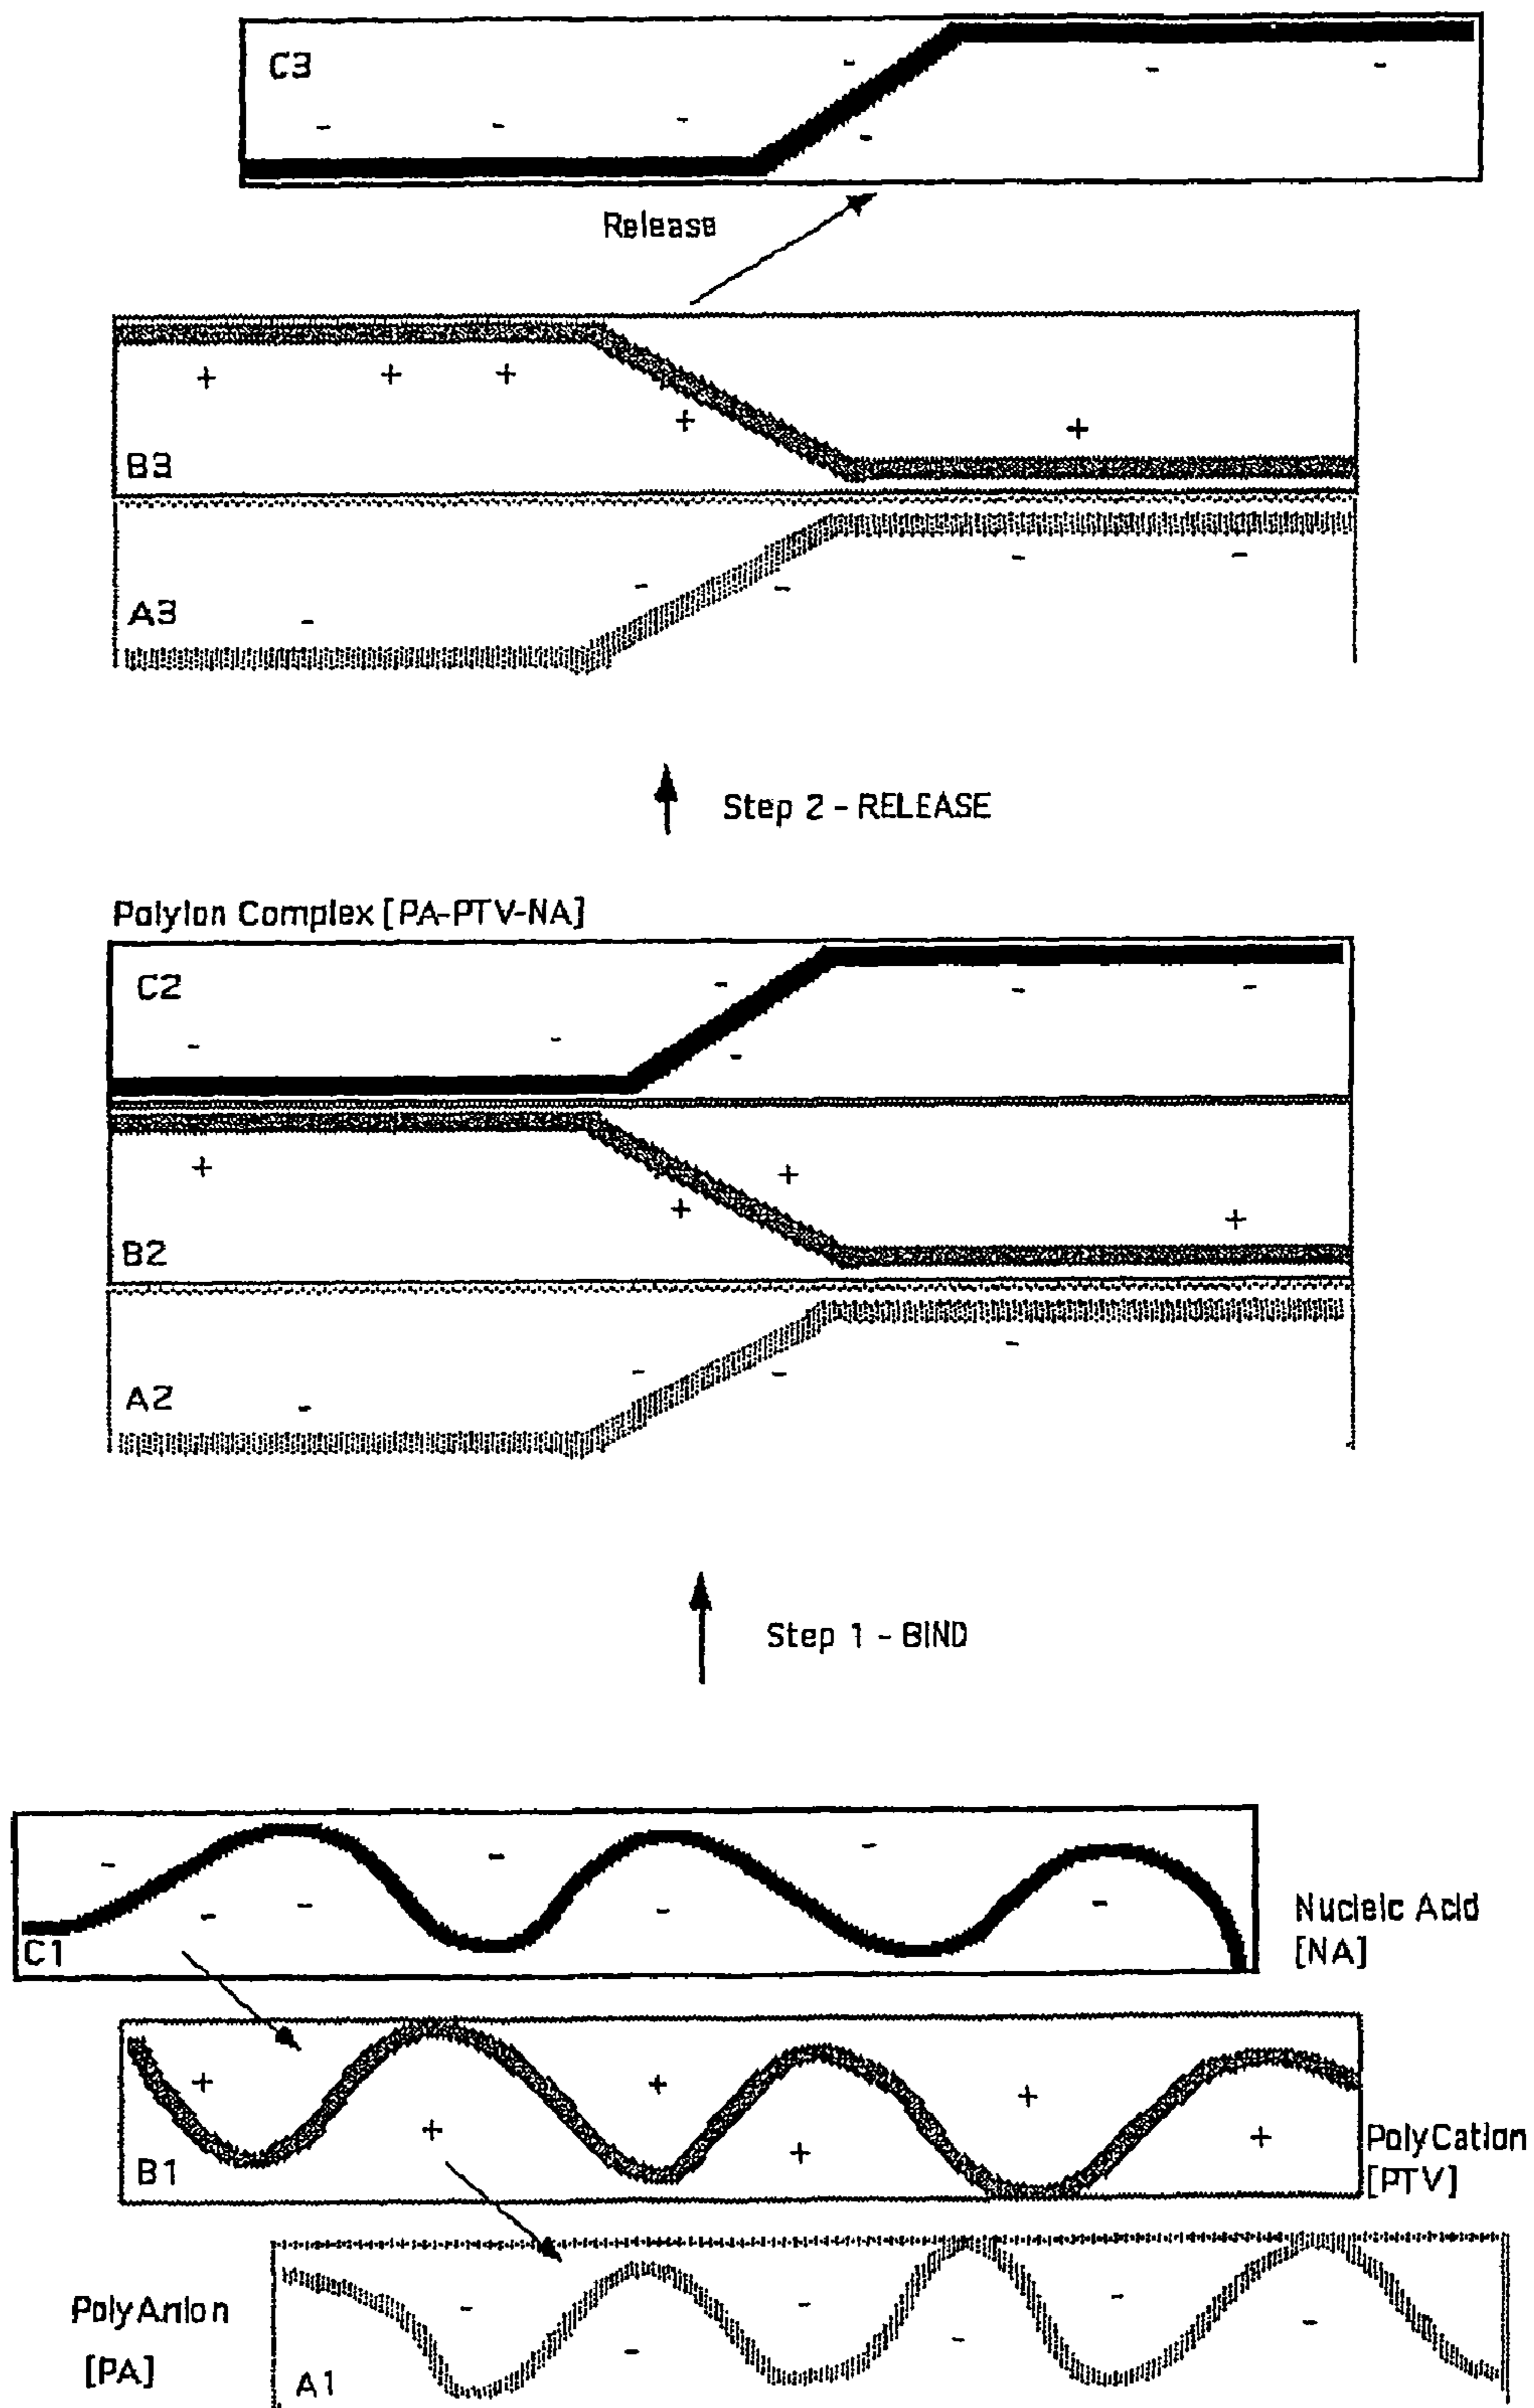 C3
Release
B3
A3
Step 2 - RELEASE
PolyIon Complex [PA-PTV-NA]
C2
B2
A2
Step 1 - BIND
C1
Nucleic Acid
[NA]
B1
PolyCation
[PTV]
PolyAnion
[PA]
A1